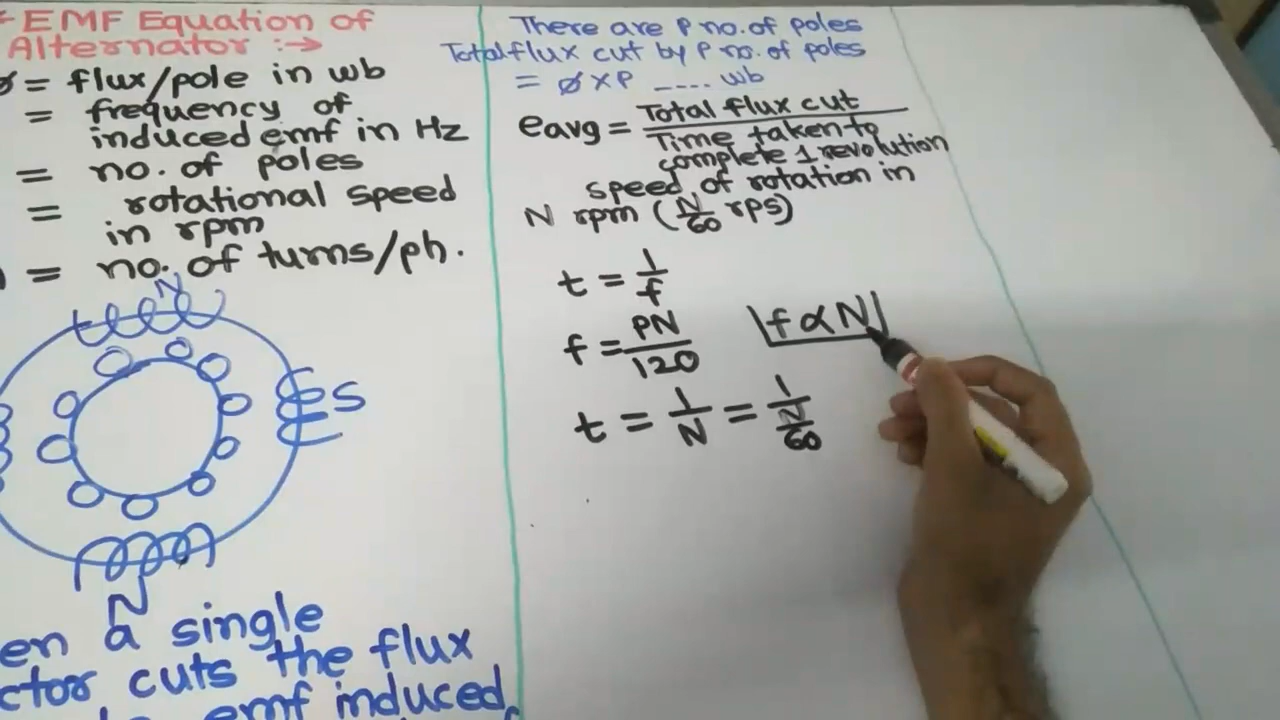 EMF Equation of
Alternator :→
ø = flux/pole in wb
= frequency of
induced emf in Hz
= no. of poles
= rotational speed
in rpm
= no. of turns/ph.
N
S
N
en a single
ctor cuts the flux
emf induced
There are P no. of poles
Total flux cut by P no. of poles
= ø x P .... wb
eavg = Total flux cut
Time taken to
complete 1 revolution
speed of rotation in
N rpm (N/60 rps)
t = 1/f
f = PN/120
f ∝ N
t = 1/N = 1/(N/60)